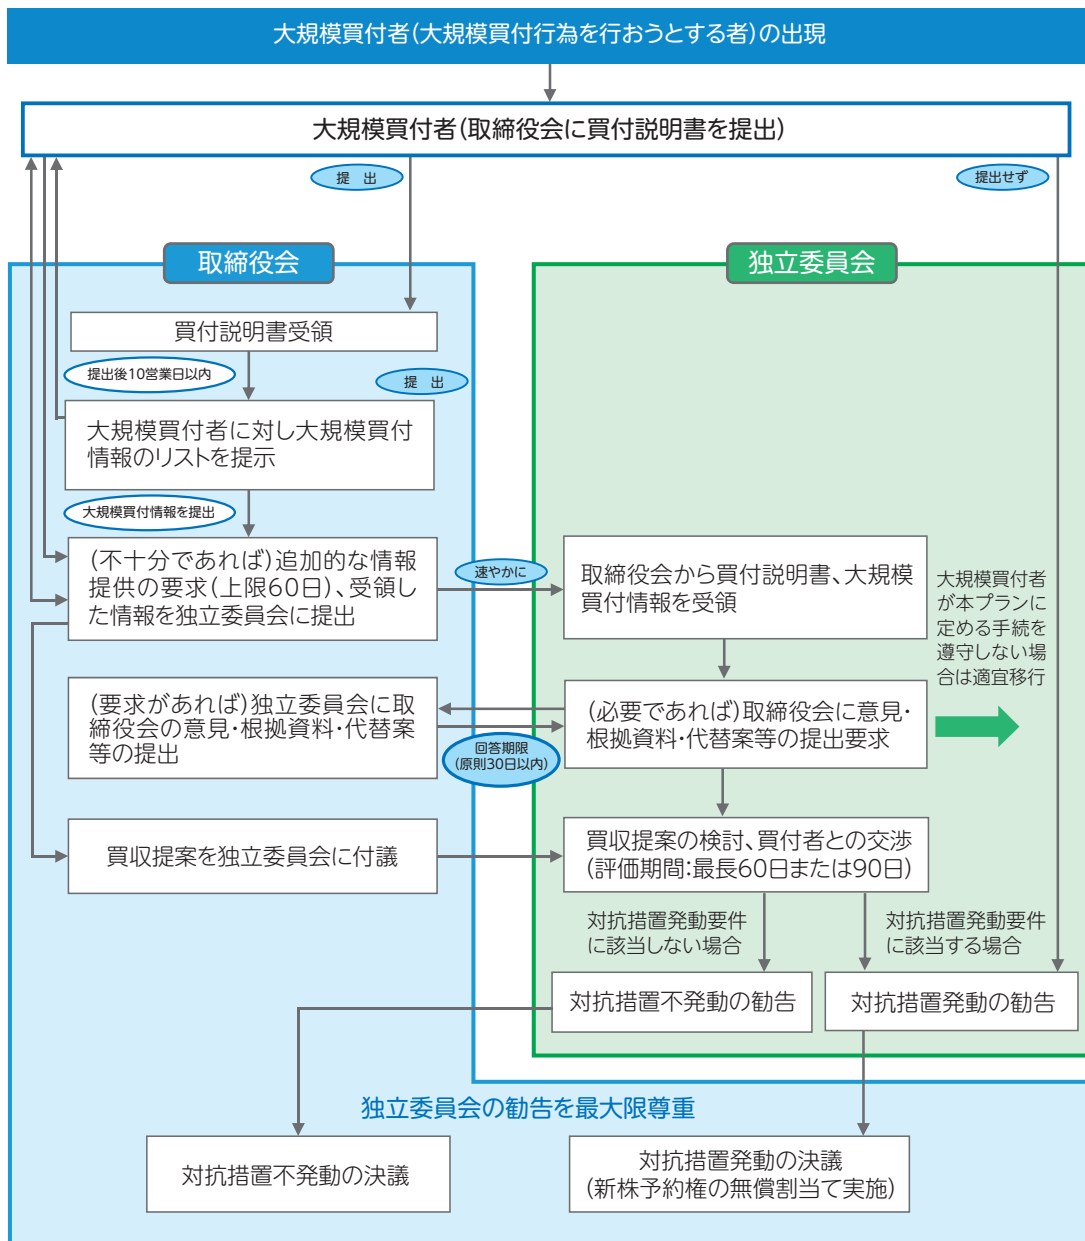 大規模買付者(大規模買付行為を行おうとする者)の出現
大規模買付者(取締役会に買付説明書を提出)
提 出
提出せず
取締役会
独立委員会
買付説明書受領
提出後10営業日以内
提 出
大規模買付者に対し大規模買付
情報のリストを提示
大規模買付情報を提出
(不十分であれば)追加的な情報
提供の要求(上限60日)、受領し
た情報を独立委員会に提出
速やかに
取締役会から買付説明書、大規模
買付情報を受領
大規模買付者
が本プランに
定める手続を
遵守しない場
合は適宜移行
(要求があれば)独立委員会に取
締役会の意見・根拠資料・代替案
等の提出
回答期限
(原則30日以内)
(必要であれば)取締役会に意見・
根拠資料・代替案等の提出要求
買収提案を独立委員会に付議
買収提案の検討、買付者との交渉
(評価期間:最長60日または90日)
対抗措置発動要件
に該当しない場合
対抗措置発動要件
に該当する場合
対抗措置不発動の勧告
対抗措置発動の勧告
独立委員会の勧告を最大限尊重
対抗措置不発動の決議
対抗措置発動の決議
(新株予約権の無償割当て実施)